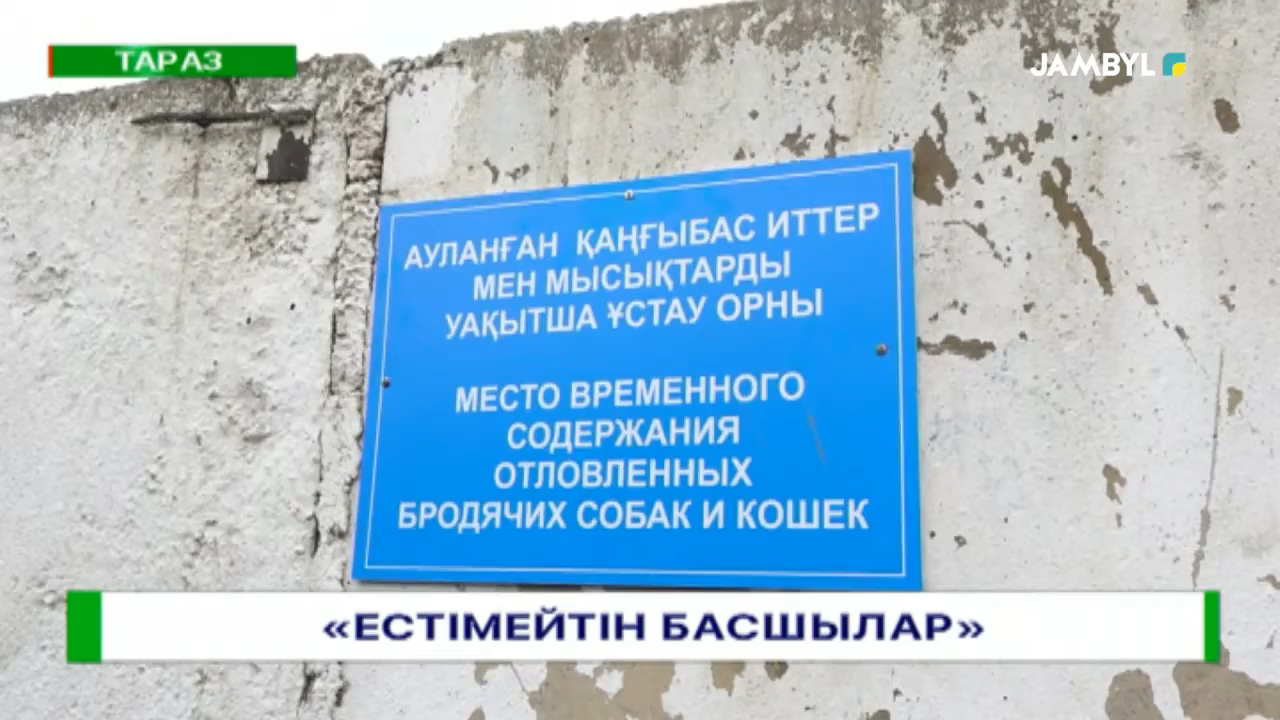 ТАРАЗ
JAMBYL
АУЛАНҒАН ҚАҢҒЫБАС ИТТЕР
МЕН МЫСЫҚТАРДЫ
УАҚЫТША ҰСТАУ ОРНЫ
МЕСТО ВРЕМЕННОГО
СОДЕРЖАНИЯ
ОТЛОВЛЕННЫХ
БРОДЯЧИХ СОБАК И КОШЕК
«ЕСТІМЕЙТІН БАСШЫЛАР»